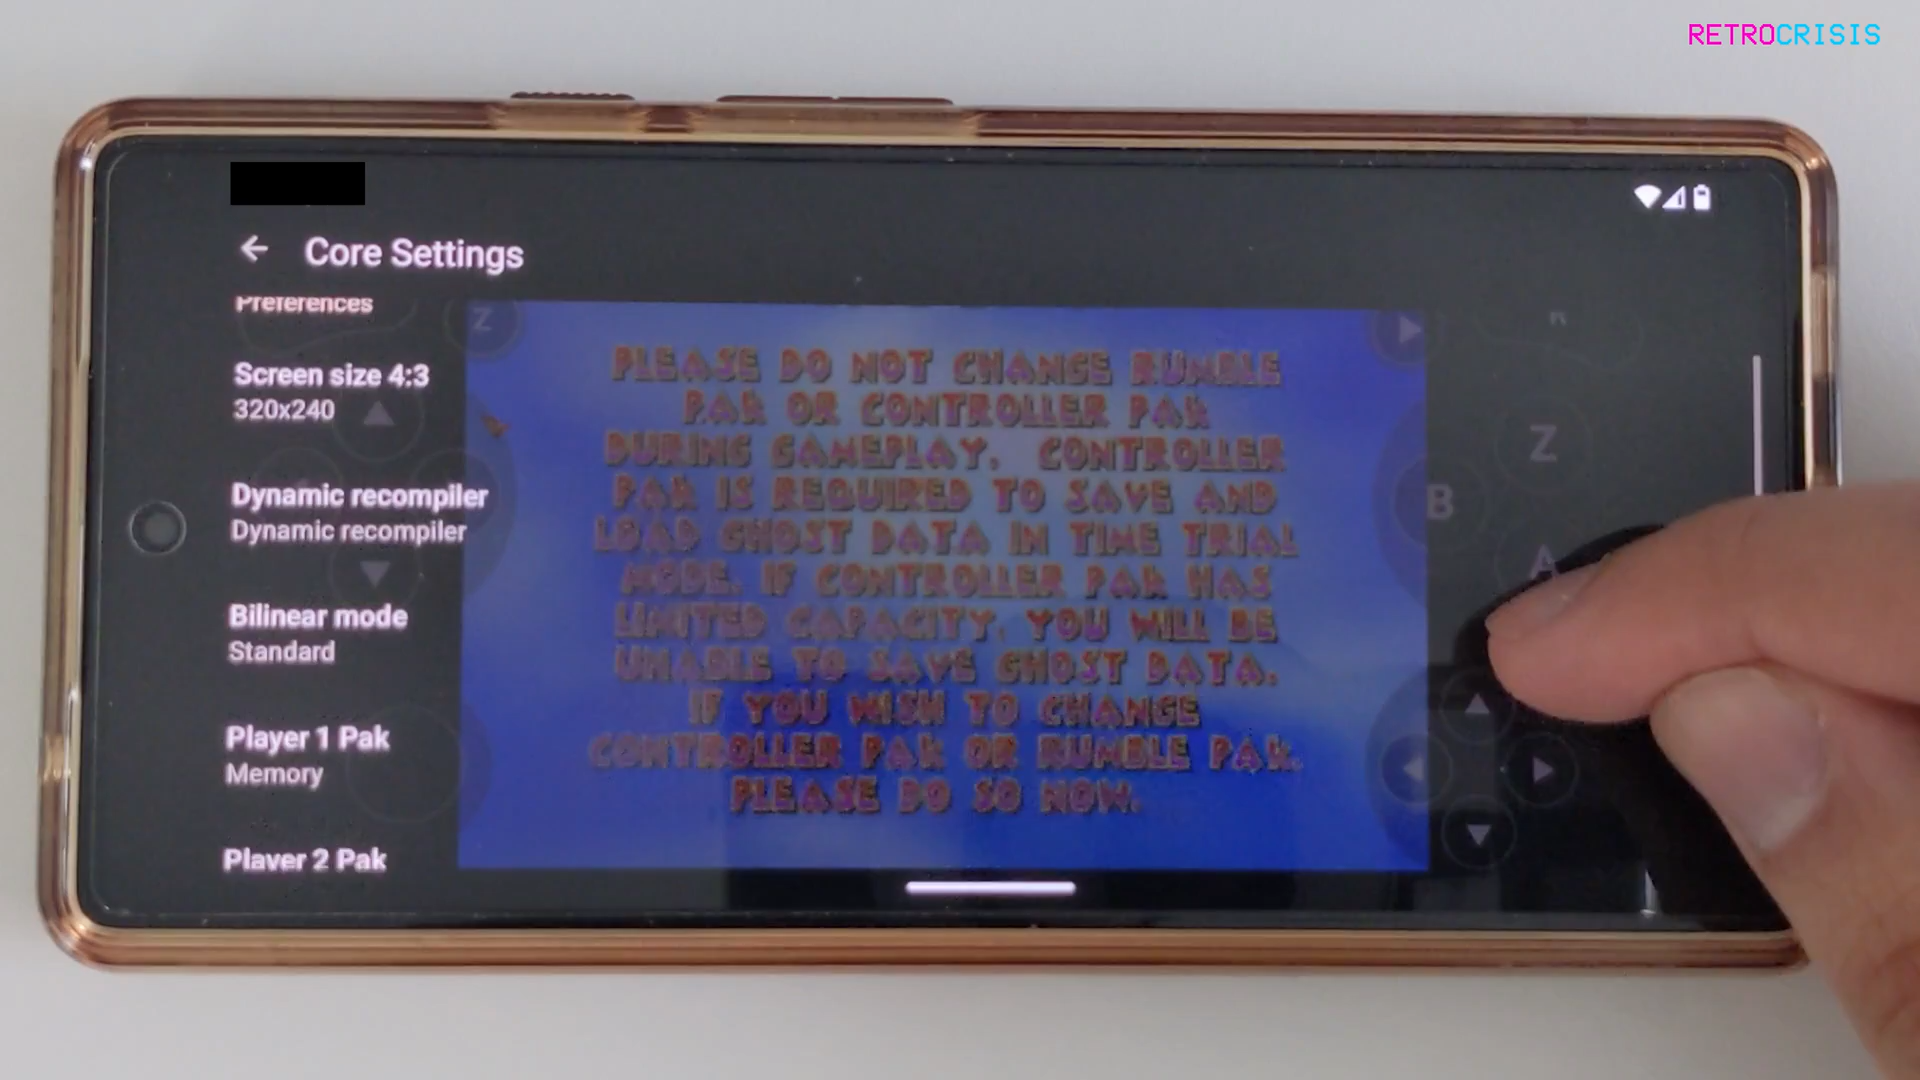 RETROCRISIS
Core Settings
Preferences
Screen size 4:3
320x240
Dynamic recompiler
Dynamic recompiler
Bilinear mode
Standard
Player 1 Pak
Memory
Player 2 Pak
Z
PLEASE DO NOT CHANGE RUMBLE
PAK OR CONTROLLER PAK
DURING GAMEPLAY. CONTROLLER
PAK IS REQUIRED TO SAVE AND
LOAD GHOST DATA IN TIME TRIAL
MODE. IF CONTROLLER PAK HAS
LIMITED CAPACITY, YOU WILL BE
UNABLE TO SAVE GHOST DATA.
IF YOU WISH TO CHANGE
CONTROLLER PAK OR RUMBLE PAK,
PLEASE DO SO NOW.
R
Z
B
A